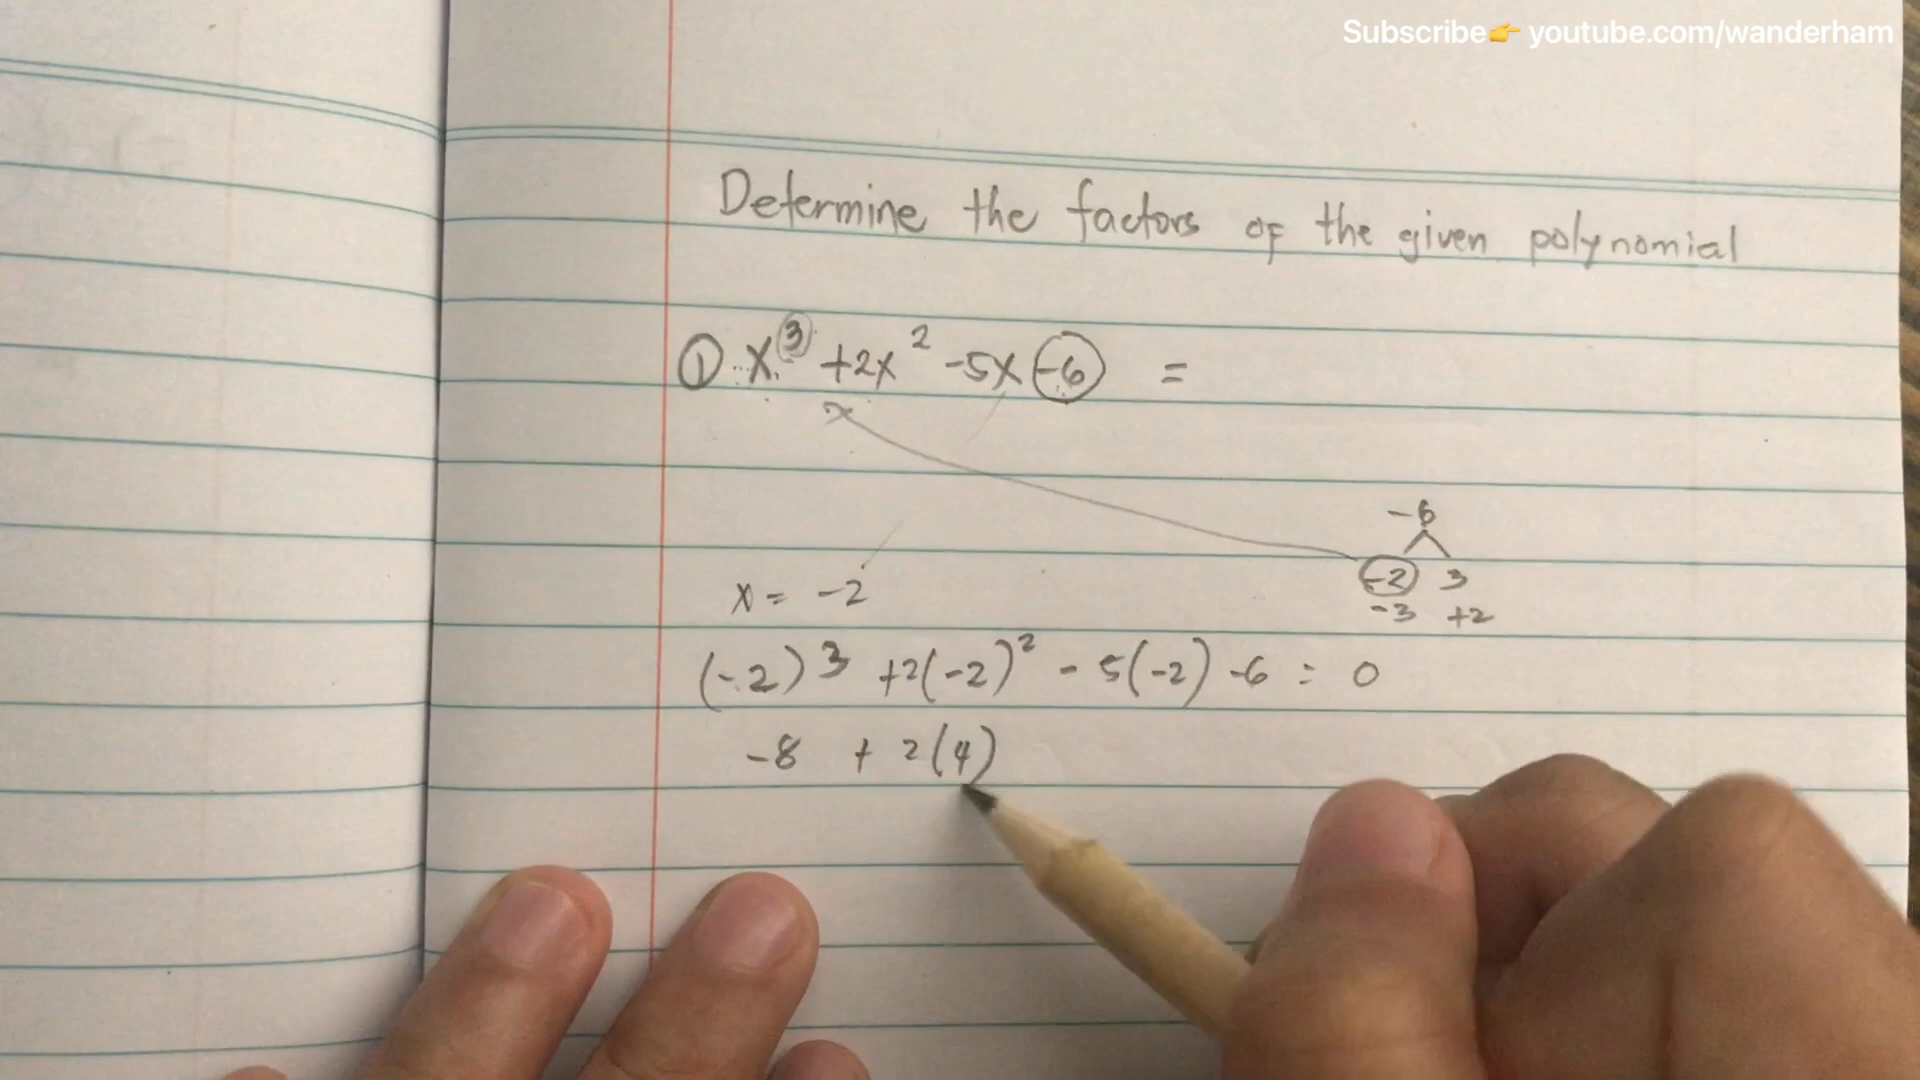 Subscribe👉 youtube.com/wanderham
Determine the factors of the given polynomial
① x³ +2x² -5x -6 =
x
-6
-2 3
-3 +2
x = -2
(-2)³ +2(-2)² - 5(-2) -6 = 0
-8 + 2(4)